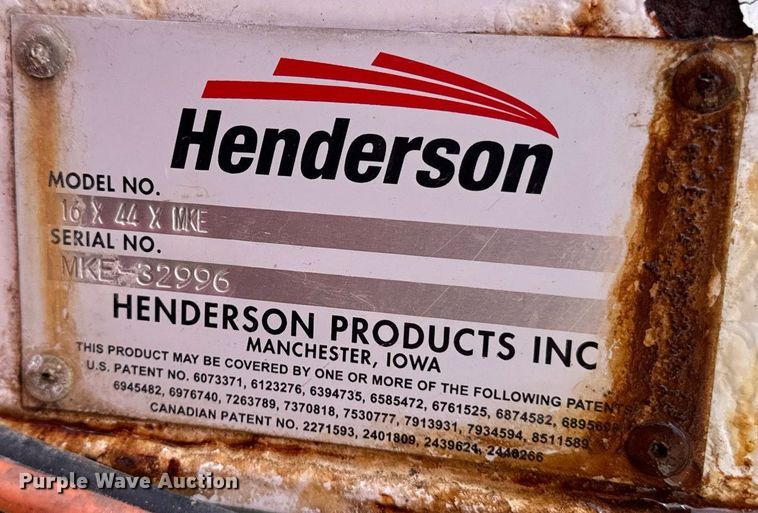 Henderson
MODEL NO.
16 X 44 X MKE
SERIAL NO.
MKE-32996
HENDERSON PRODUCTS INC
MANCHESTER, IOWA
THIS PRODUCT MAY BE COVERED BY ONE OR MORE OF THE FOLLOWING PATENTS
U.S. PATENT NO. 6073371, 6123276, 6394735, 6585472, 6761525, 6874582,
6945482, 6976740, 7263789, 7370818, 7530777, 7913931, 7934594, 8511589
CANADIAN PATENT NO. 2271593, 2401809, 2439624,
Purple Wave Auction